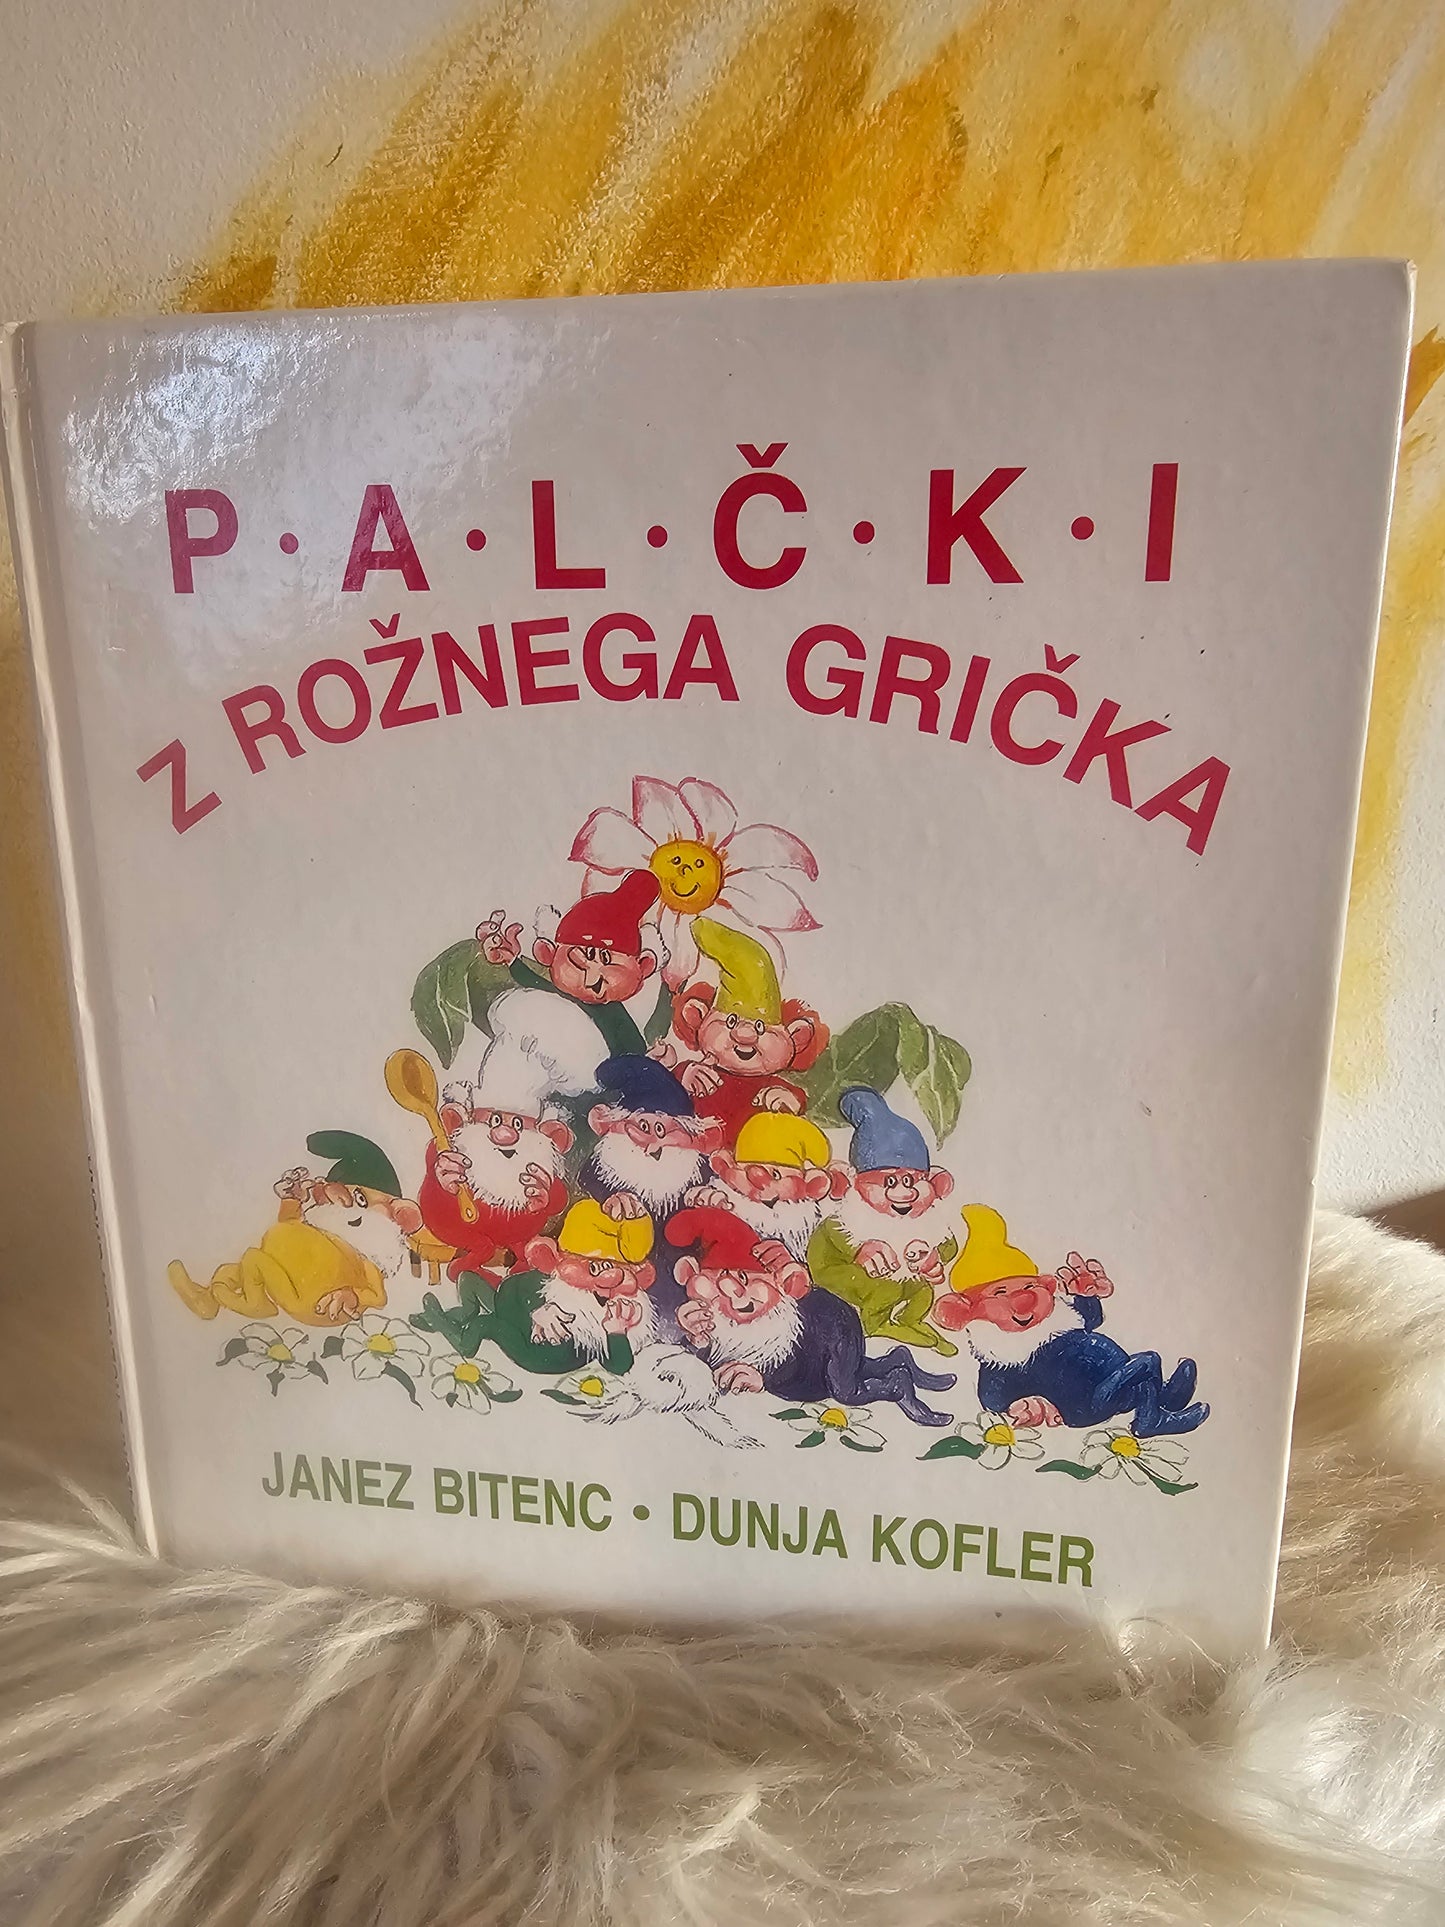 P·A·L·Č·K·I
Z ROŽNEGA GRIČKA
JANEZ BITENC • DUNJA KOFLER